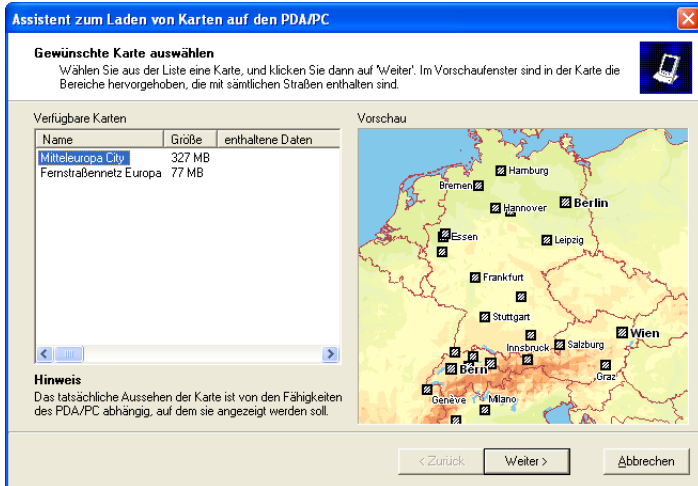 Assistent zum Laden von Karten auf den PDA/PC
Gewünschte Karte auswählen
Wählen Sie aus der Liste eine Karte, und klicken Sie dann auf 'Weiter'. Im Vorschaufenster sind in der Karte die
Bereiche hervorgehoben, die mit sämtlichen Straßen enthalten sind.
Verfügbare Karten
Name Größe enthaltene Daten
Mitteleuropa City 327 MB
Fernstraßennetz Europa 77 MB
Vorschau
Hamburg
Bremen
Hannover
Berlin
Essen
Leipzig
Frankfurt
Stuttgart
Wien
Innsbruck
Salzburg
Bern
Graz
Genève
Milano
Hinweis
Das tatsächliche Aussehen der Karte ist von den Fähigkeiten
des PDA/PC abhängig, auf dem sie angezeigt werden soll.
< Zurück
Weiter >
Abbrechen